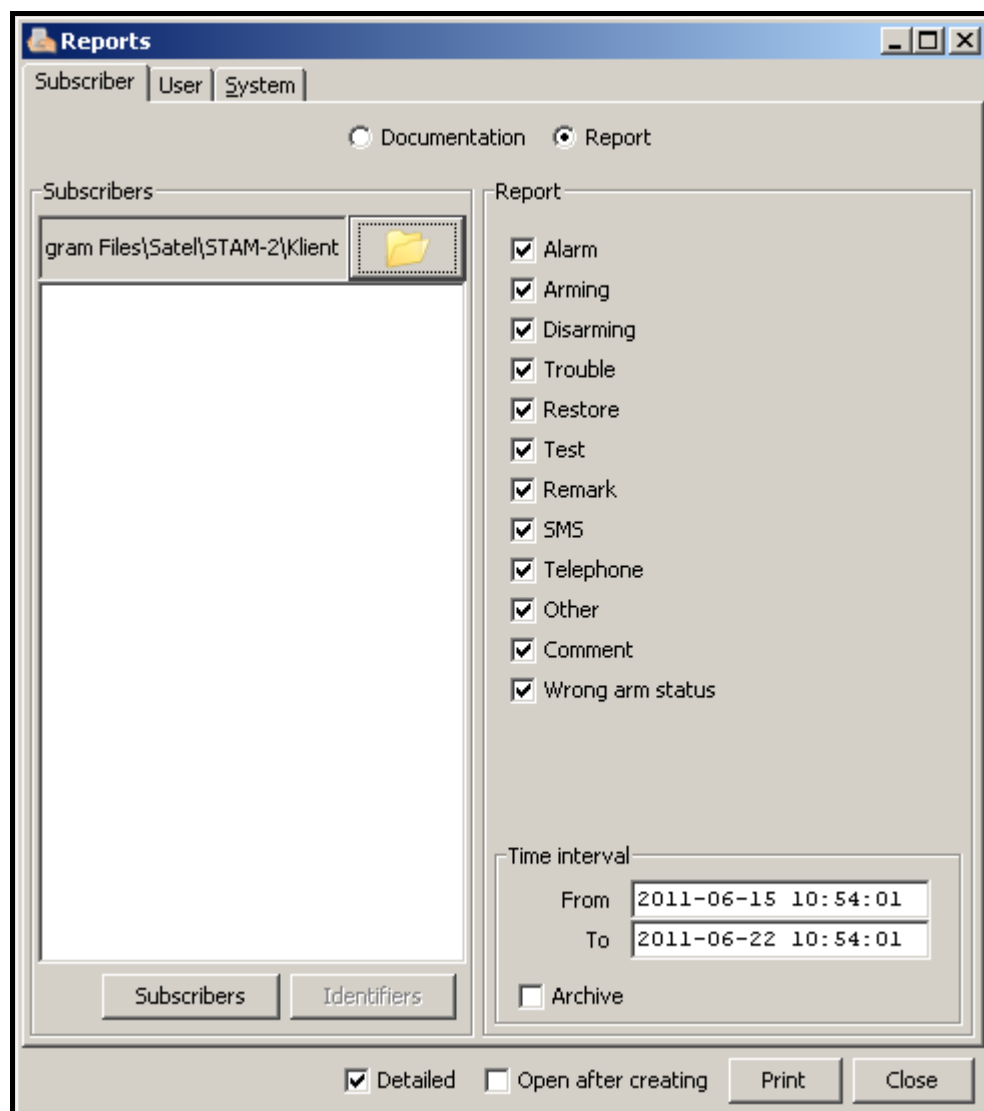 Reports
Subscriber User System
Documentation Report
Subscribers
gram Files\Satel\STAM-2\Klient
Subscribers Identifiers
Report
Alarm
Arming
Disarming
Trouble
Restore
Test
Remark
SMS
Telephone
Other
Comment
Wrong arm status
Time interval
From 2011-06-15 10:54:01
To 2011-06-22 10:54:01
Archive
Detailed Open after creating Print Close